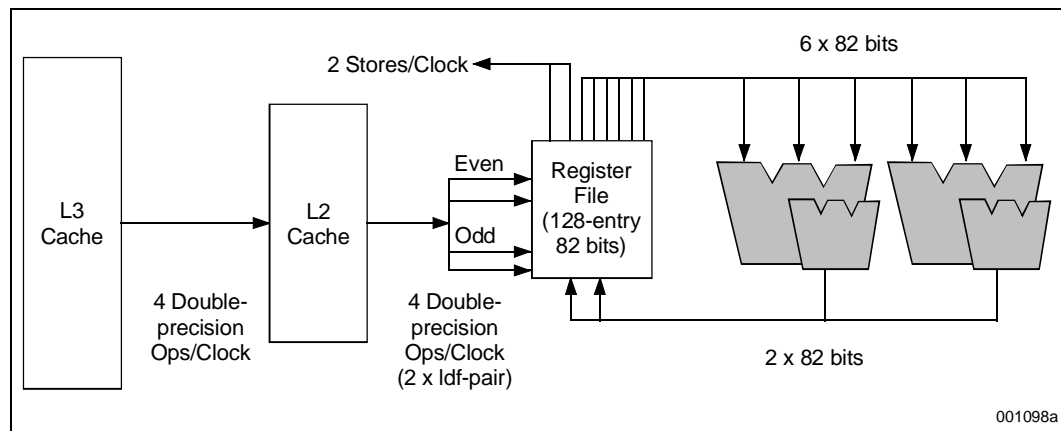 6 x 82 bits
2 Stores/Clock
L3
Cache
L2
Cache
Even
Odd
Register
File
(128-entry
82 bits)
4 Double-
precision
Ops/Clock
4 Double-
precision
Ops/Clock
(2 x ldf-pair)
2 x 82 bits
001098a